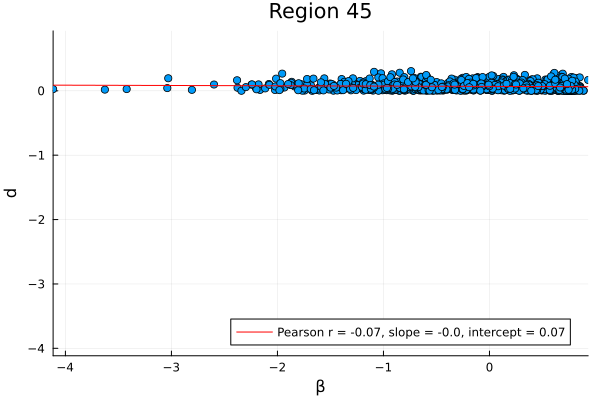 Region 45
d
0
−1
−2
−3
−4
−4
−3
−2
−1
0
β
Pearson r = -0.07, slope = -0.0, intercept = 0.07